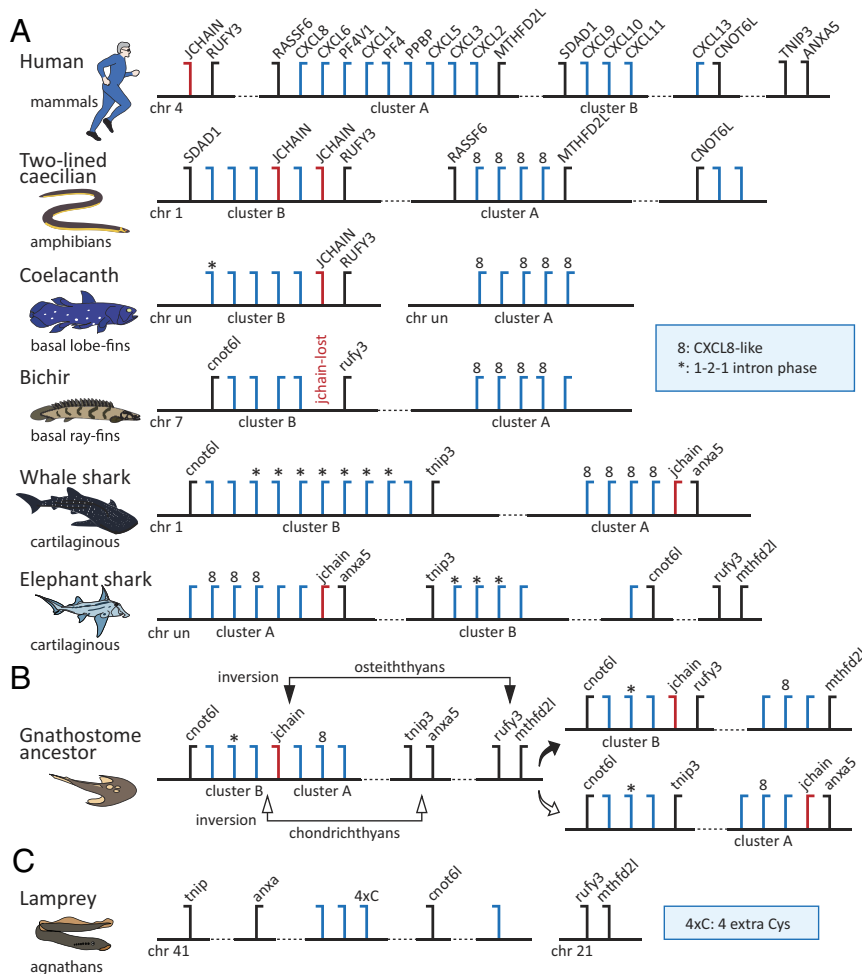 A
Human
mammals
JCHAIN
RUFY3
RASSF6
CXCL8
CXCL6
PF4V1
CXCL1
PF4
PPBP
CXCL5
CXCL3
CXCL2
MTHFD2L
SDAD1
CXCL9
CXCL10
CXCL11
CXCL13
CNOT6L
TNIP3
ANXA5
chr 4
cluster A
cluster B
Two-lined
caecilian
amphibians
SDAD1
JCHAIN
JCHAIN
RUFY3
RASSF6
8 8 8 8
MTHFD2L
CNOT6L
chr 1
cluster B
cluster A
Coelacanth
basal lobe-fins
*
JCHAIN
RUFY3
8 8 8 8
chr un
cluster B
chr un
cluster A
8: CXCL8-like
*: 1-2-1 intron phase
Bichir
basal ray-fins
cnot6l
jchain-lost
rufy3
8 8 8 8
chr 7
cluster B
cluster A
Whale shark
cartilaginous
cnot6l
* * * * * * *
tnip3
8 8 8 8
jchain
anxa5
chr 1
cluster B
cluster A
Elephant shark
cartilaginous
8 8 8
jchain
anxa5
tnip3
* * *
cnot6l
rufy3
mthfd2l
chr un
cluster A
cluster B
B
Gnathostome
ancestor
inversion
osteiththyans
cnot6l
*
jchain
8
tnip3
anxa5
rufy3
mthfd2l
cluster B
cluster A
inversion
chondrichthyans
cnot6l
*
jchain
rufy3
8
mthfd2l
cluster B
cnot6l
*
tnip3
8
jchain
anxa5
cluster A
C
Lamprey
agnathans
tnip
anxa
4xC
cnot6l
rufy3
mthfd2l
chr 41
chr 21
4xC: 4 extra Cys